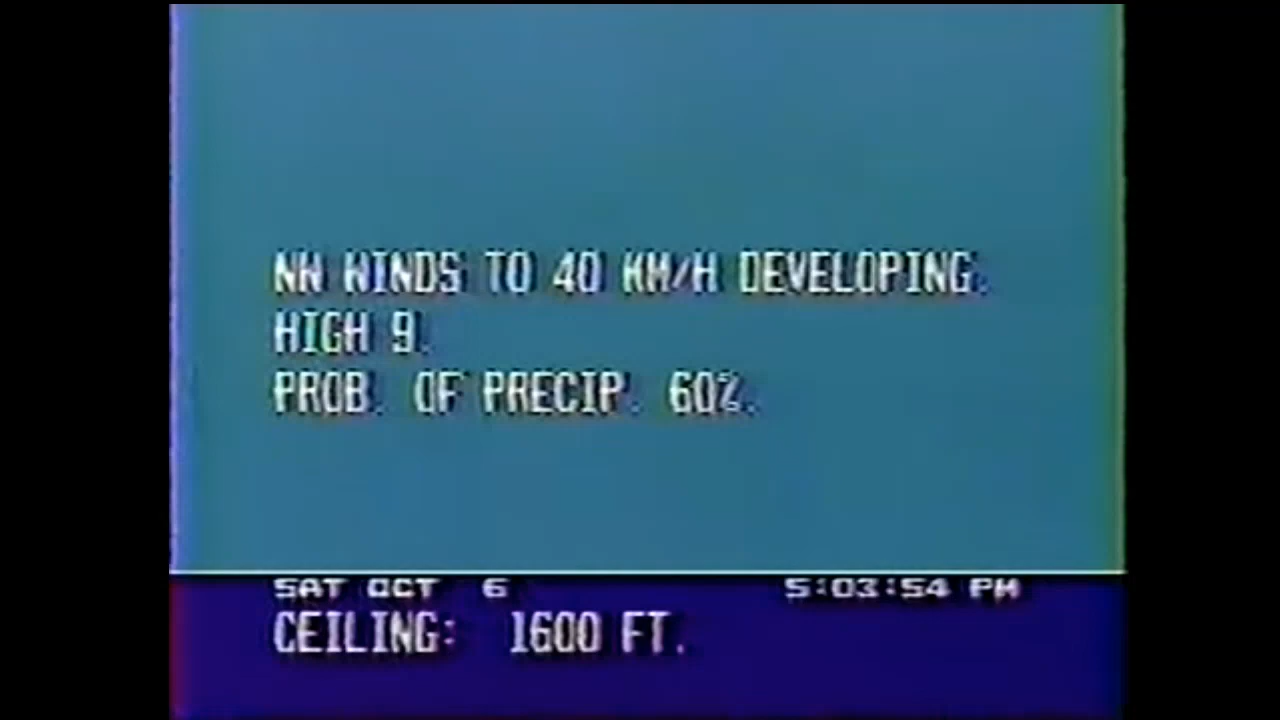 NW WINDS TO 40 KM/H DEVELOPING.
HIGH 9.
PROB. OF PRECIP. 60%.
SAT OCT 6 5:03:54 PM
CEILING: 1600 FT.